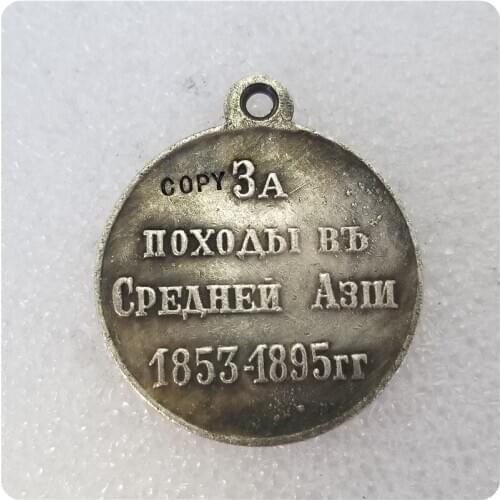 COPY За
походы въ
Средней Азіи
1853-1895гг